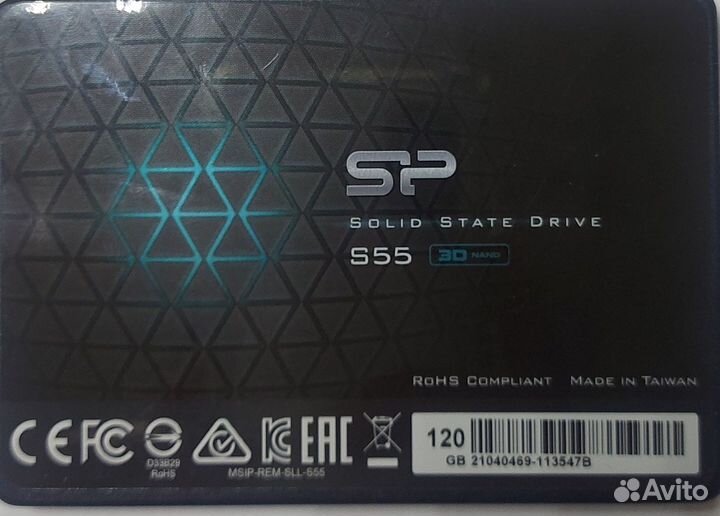 SP
SOLID STATE DRIVE
S55 3D NAND
ROHS COMPLIANT MADE IN TAIWAN
CE FC EAC 120
D33B29 MSIP-REM-SLL-S55 GB 21040469-113547B
RoHS
Avito